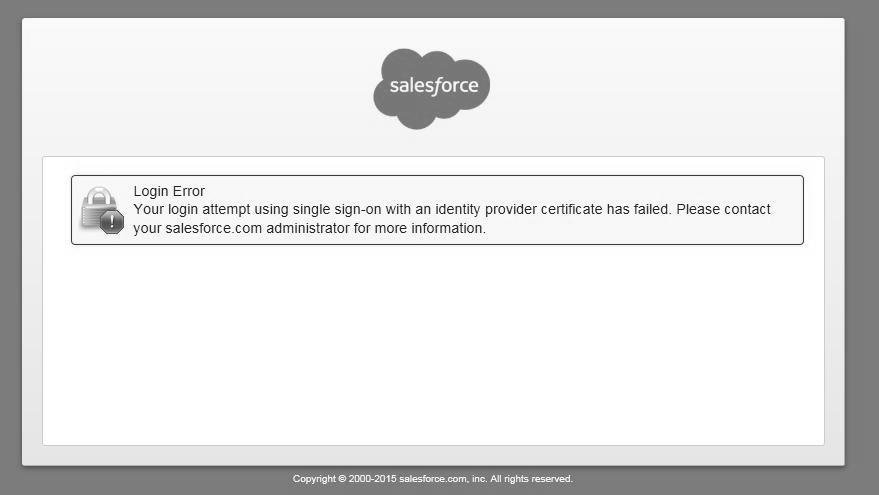 salesforce
Login Error
Your login attempt using single sign-on with an identity provider certificate has failed. Please contact
your salesforce.com administrator for more information.
Copyright © 2000-2015 salesforce.com, inc. All rights reserved.